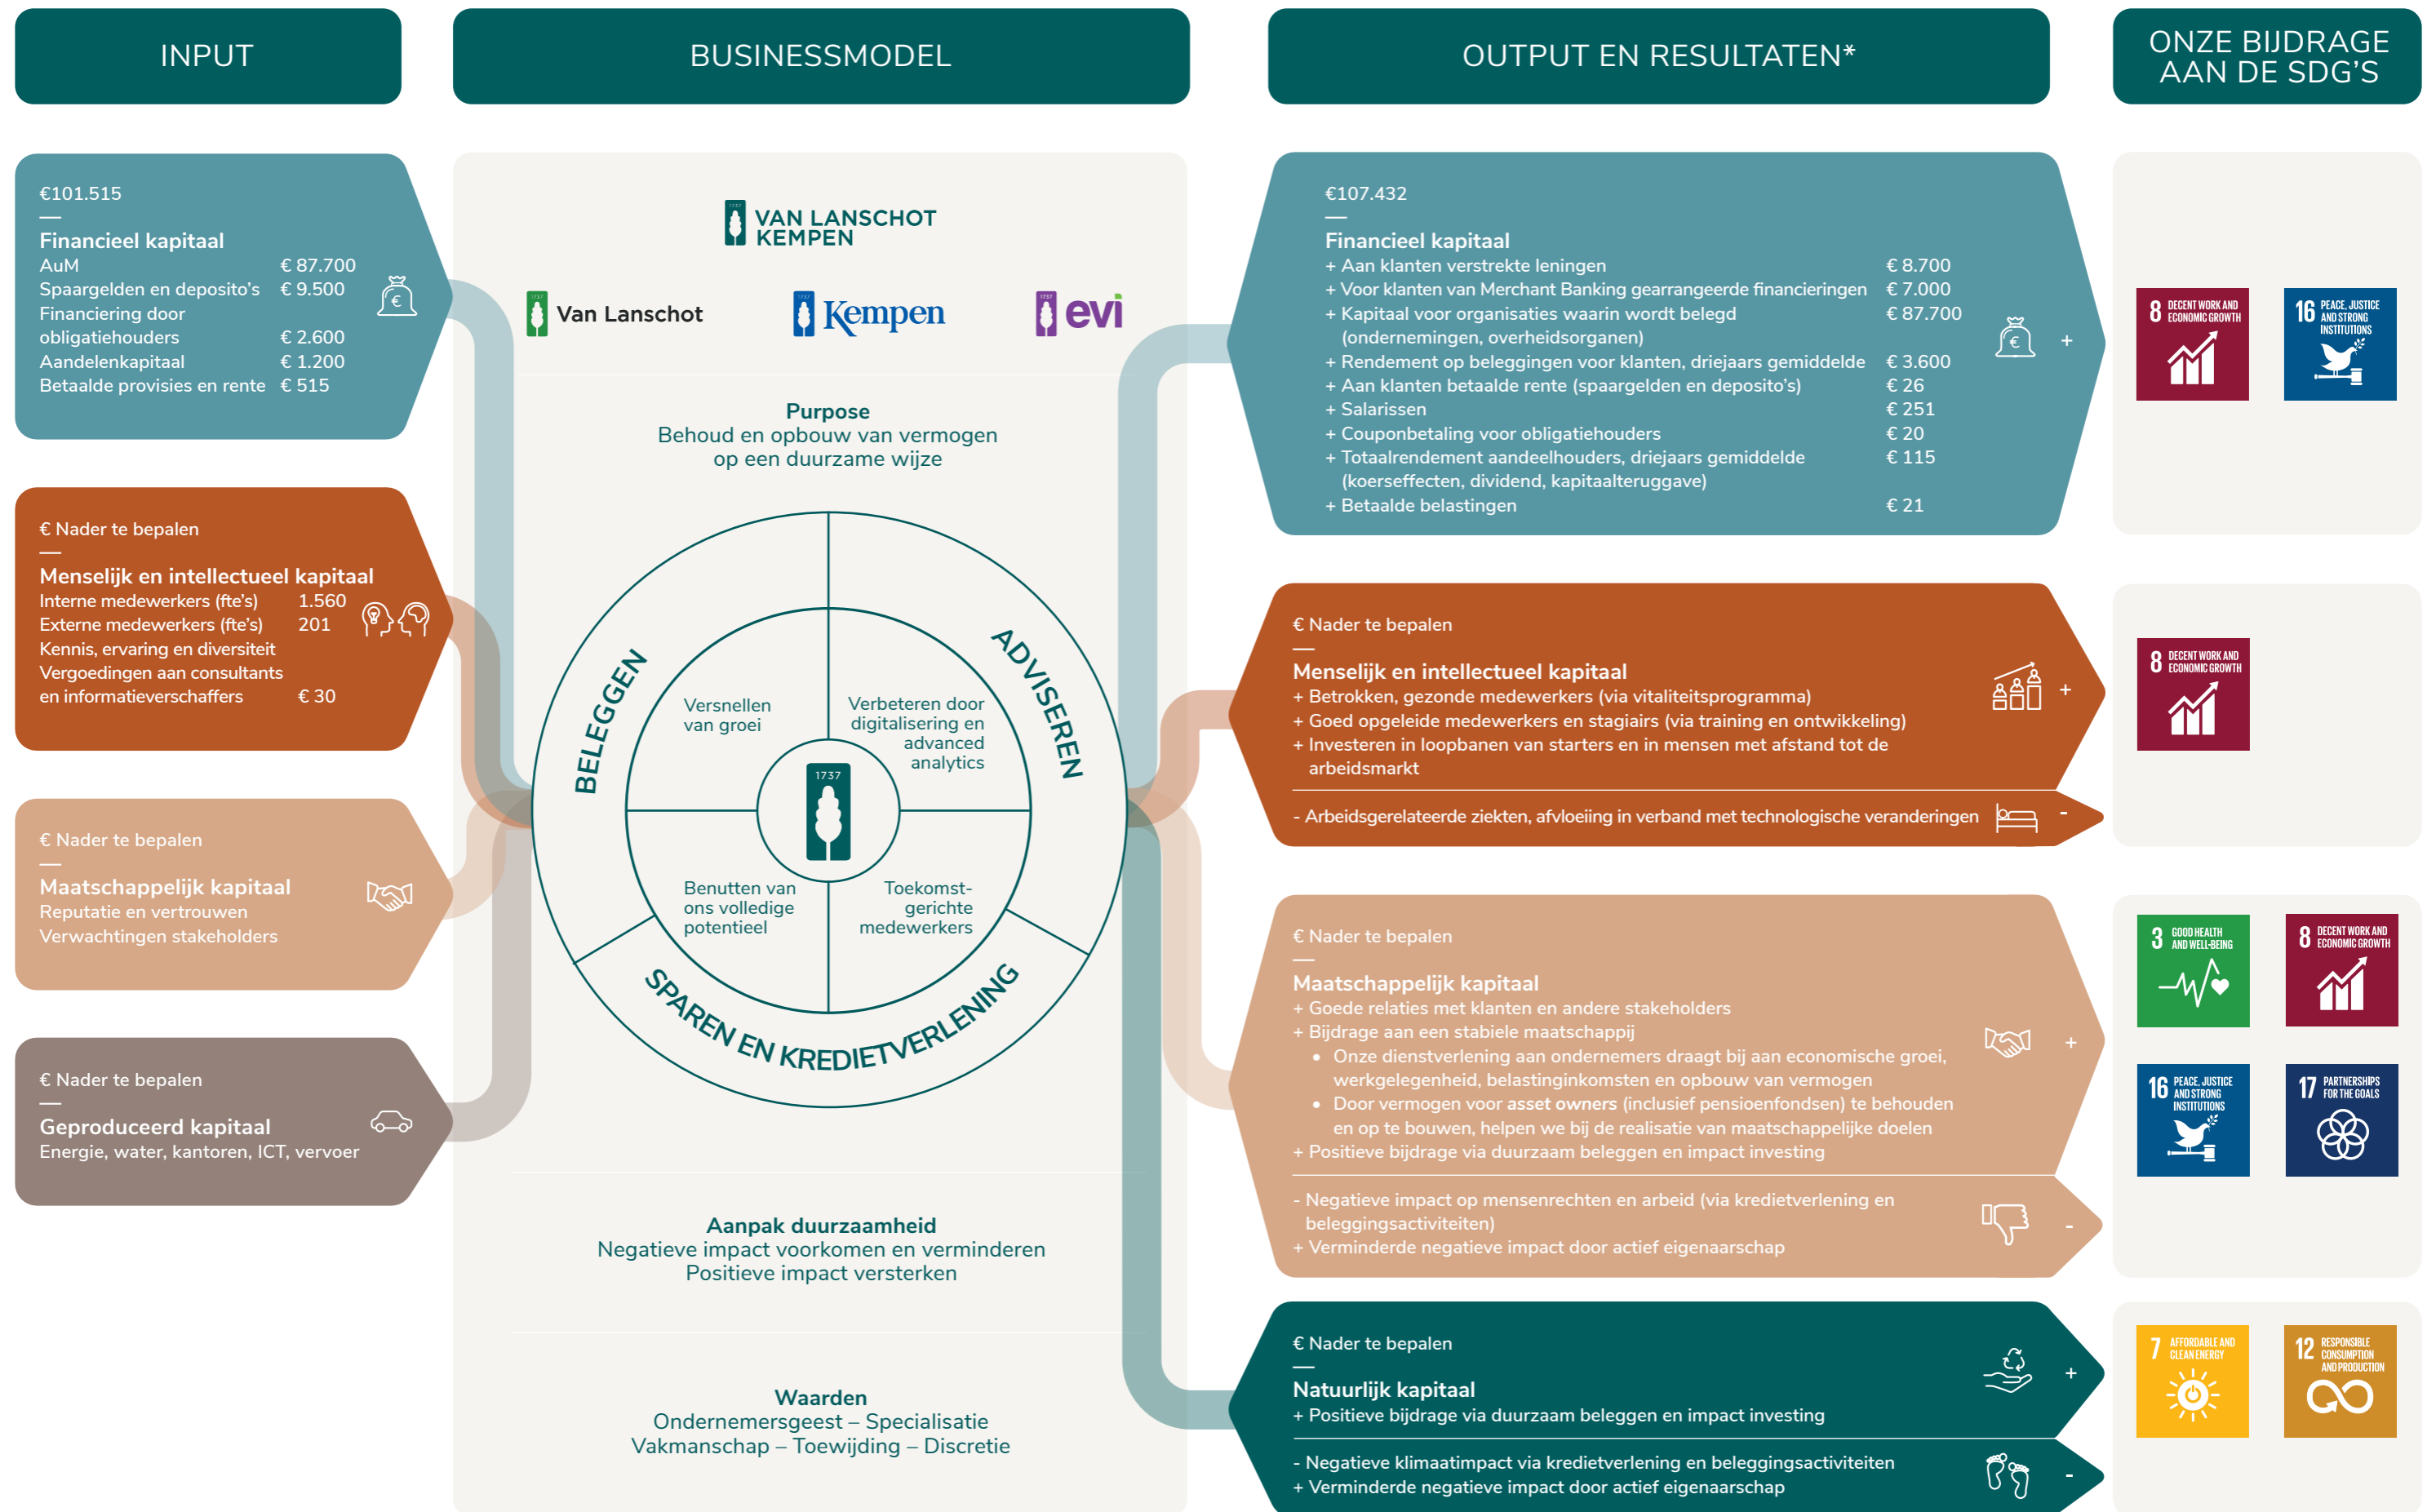 INPUT
BUSINESSMODEL
OUTPUT EN RESULTATEN*
ONZE BIJDRAGE
AAN DE SDG'S
€101.515
Financieel kapitaal
AuM € 87.700
Spaargelden en deposito's € 9.500
Financiering door
obligatiehouders € 2.600
Aandelenkapitaal € 1.200
Betaalde provisies en rente € 515
€ Nader te bepalen
Menselijk en intellectueel kapitaal
Interne medewerkers (fte's) 1.560
Externe medewerkers (fte's) 201
Kennis, ervaring en diversiteit
Vergoedingen aan consultants
en informatieverschaffers € 30
€ Nader te bepalen
Maatschappelijk kapitaal
Reputatie en vertrouwen
Verwachtingen stakeholders
€ Nader te bepalen
Geproduceerd kapitaal
Energie, water, kantoren, ICT, vervoer
1737
VAN LANSCHOT
KEMPEN
1737
Van Lanschot
1737
Kempen
1737
evi
Purpose
Behoud en opbouw van vermogen
op een duurzame wijze
BELEGGEN
ADVISEREN
SPAREN EN KREDIETVERLENING
Versnellen
van groei
Verbeteren door
digitalisering en
advanced
analytics
1737
Benutten van
ons volledige
potentieel
Toekomst-
gerichte
medewerkers
Aanpak duurzaamheid
Negatieve impact voorkomen en verminderen
Positieve impact versterken
Waarden
Ondernemersgeest – Specialisatie
Vakmanschap – Toewijding – Discretie
€107.432
Financieel kapitaal
+ Aan klanten verstrekte leningen € 8.700
+ Voor klanten van Merchant Banking gearrangeerde financieringen € 7.000
+ Kapitaal voor organisaties waarin wordt belegd € 87.700
(ondernemingen, overheidsorganen)
+ Rendement op beleggingen voor klanten, driejaars gemiddelde € 3.600
+ Aan klanten betaalde rente (spaargelden en deposito's) € 26
+ Salarissen € 251
+ Couponbetaling voor obligatiehouders € 20
+ Totaalrendement aandeelhouders, driejaars gemiddelde € 115
(koerseffecten, dividend, kapitaalteruggave)
+ Betaalde belastingen € 21
€
+
€ Nader te bepalen
Menselijk en intellectueel kapitaal
+ Betrokken, gezonde medewerkers (via vitaliteitsprogramma)
+ Goed opgeleide medewerkers en stagiairs (via training en ontwikkeling)
+ Investeren in loopbanen van starters en in mensen met afstand tot de
arbeidsmarkt
+
- Arbeidsgerelateerde ziekten, afvloeiing in verband met technologische veranderingen
-
€ Nader te bepalen
Maatschappelijk kapitaal
+ Goede relaties met klanten en andere stakeholders
+ Bijdrage aan een stabiele maatschappij
• Onze dienstverlening aan ondernemers draagt bij aan economische groei,
werkgelegenheid, belastinginkomsten en opbouw van vermogen
• Door vermogen voor asset owners (inclusief pensioenfondsen) te behouden
en op te bouwen, helpen we bij de realisatie van maatschappelijke doelen
+ Positieve bijdrage via duurzaam beleggen en impact investing
+
- Negatieve impact op mensenrechten en arbeid (via kredietverlening en
beleggingsactiviteiten)
+ Verminderde negatieve impact door actief eigenaarschap
-
€ Nader te bepalen
Natuurlijk kapitaal
+ Positieve bijdrage via duurzaam beleggen en impact investing
+
- Negatieve klimaatimpact via kredietverlening en beleggingsactiviteiten
+ Verminderde negatieve impact door actief eigenaarschap
-
8 DECENT WORK AND
ECONOMIC GROWTH
16 PEACE, JUSTICE
AND STRONG
INSTITUTIONS
8 DECENT WORK AND
ECONOMIC GROWTH
3 GOOD HEALTH
AND WELL-BEING
8 DECENT WORK AND
ECONOMIC GROWTH
16 PEACE, JUSTICE
AND STRONG
INSTITUTIONS
17 PARTNERSHIPS
FOR THE GOALS
7 AFFORDABLE AND
CLEAN ENERGY
12 RESPONSIBLE
CONSUMPTION
AND PRODUCTION